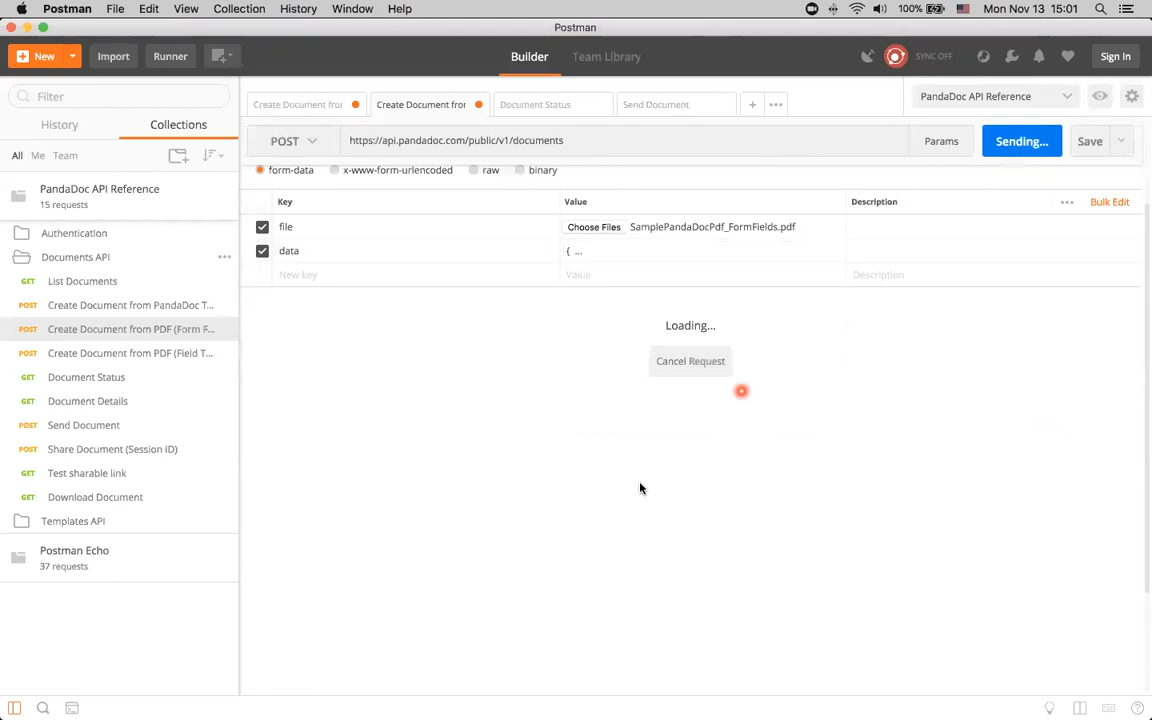 Postman File Edit View Collection History Window Help 100% Mon Nov 13 15:01
Postman
New Import Runner Builder Team Library SYNC OFF Sign In
Filter
History Collections
All Me Team
PandaDoc API Reference
15 requests
Authentication
Documents API
GET List Documents
POST Create Document from PandaDoc T...
POST Create Document from PDF (Form F...
POST Create Document from PDF (Field T...
GET Document Status
GET Document Details
POST Send Document
POST Share Document (Session ID)
GET Test sharable link
GET Download Document
Templates API
Postman Echo
37 requests
Create Document fror Create Document fror Document Status Send Document + PandaDoc API Reference
POST https://api.pandadoc.com/public/v1/documents Params Sending... Save
form-data x-www-form-urlencoded raw binary
Key Value Description Bulk Edit
file Choose Files SamplePandaDocPdf_FormFields.pdf
data { ...
New key Value Description
Loading...
Cancel Request